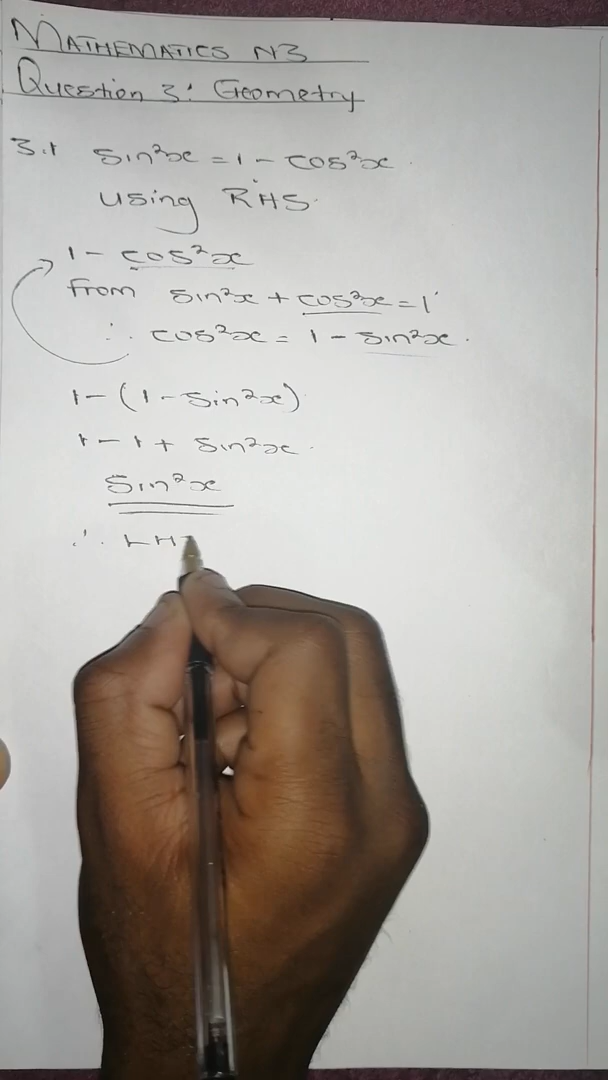 MATHEMATICS N3
Question 3: Geometry
3.1 sin²x = 1 - cos²x
using RHS
1 - cos²x
from sin²x + cos²x = 1
∴ cos²x = 1 - sin²x.
1 - (1 - sin²x)
1 - 1 + sin²x
sin²x
∴ LH